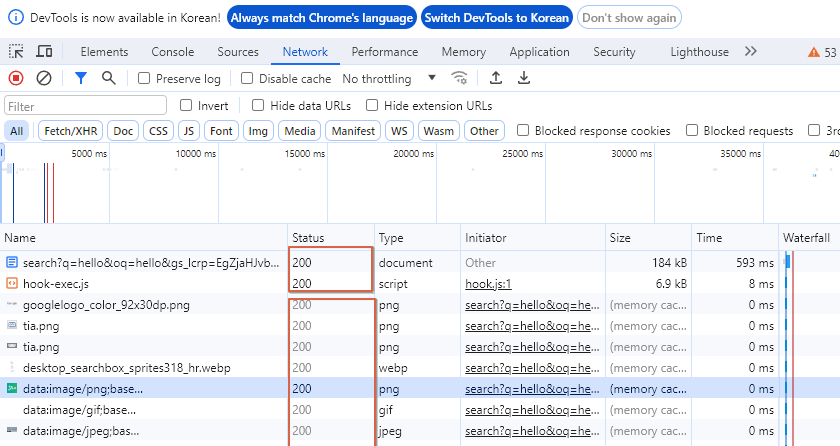 DevTools is now available in Korean! Always match Chrome's language Switch DevTools to Korean Don't show again
Elements Console Sources Network Performance Memory Application Security Lighthouse 53
Preserve log Disable cache No throttling
Filter Invert Hide data URLs Hide extension URLs
All Fetch/XHR Doc CSS JS Font Img Media Manifest WS Wasm Other Blocked response cookies Blocked requests 3r
5000 ms 10000 ms 15000 ms 20000 ms 25000 ms 30000 ms 35000 ms 40
Name Status Type Initiator Size Time Waterfall
search?q=hello&oq=hello&gs_lcrp=EgZjaHJvb... 200 document Other 184 kB 593 ms
hook-exec.js 200 script hook.js:1 6.9 kB 8 ms
googlelogo_color_92x30dp.png 200 png search?q=hello&oq=he... (memory cac... 0 ms
tia.png 200 png search?q=hello&oq=he... (memory cac... 0 ms
tia.png 200 png search?q=hello&oq=he... (memory cac... 0 ms
desktop_searchbox_sprites318_hr.webp 200 webp search?q=hello&oq=he... (memory cac... 0 ms
data:image/png;base... 200 png search?q=hello&oq=he... (memory cac... 0 ms
data:image/gif;base... 200 gif search?q=hello&oq=he... (memory cac... 0 ms
data:image/jpeg;bas... 200 jpeg search?q=hello&oq=he... (memory cac... 0 ms